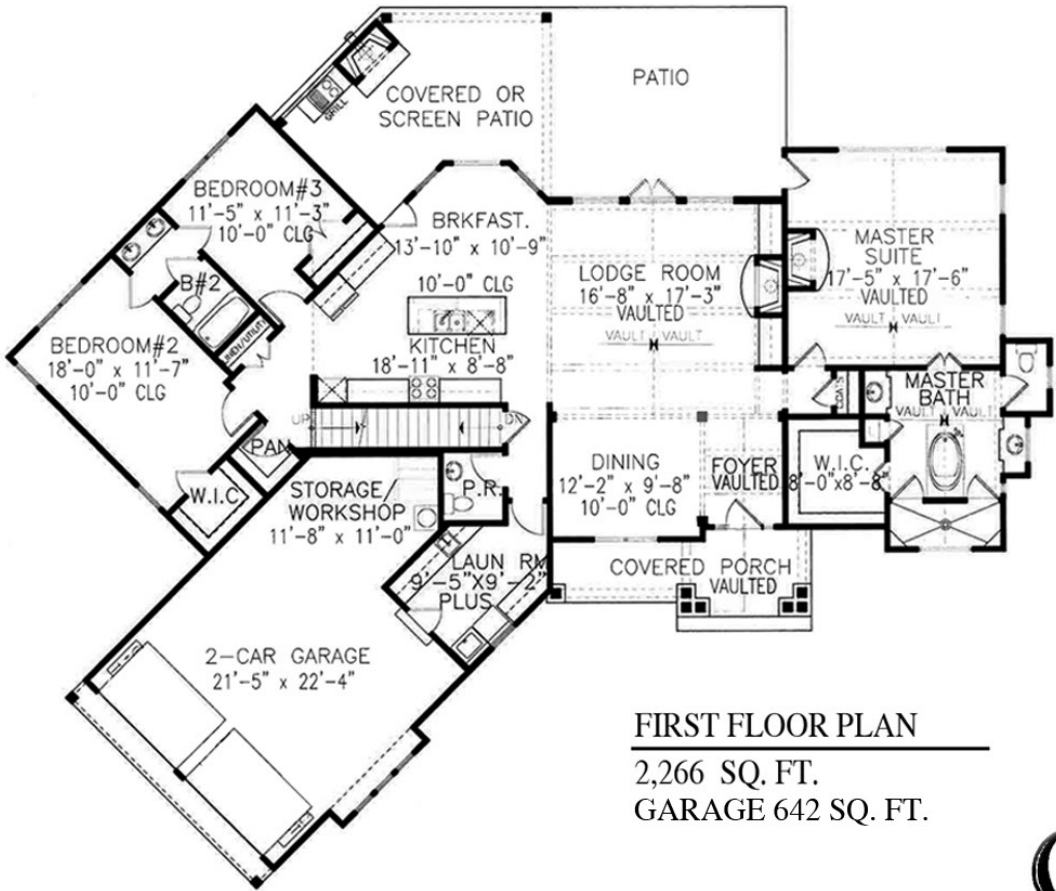 PATIO
COVERED OR
SCREEN PATIO
GRILL
BEDROOM#3
11'-5" x 11'-3"
10'-0" CLG
BRKFAST.
13'-10" x 10'-9"
10'-0" CLG
LODGE ROOM
16'-8" x 17'-3"
VAULTED
VAULT VAULT
MASTER
SUITE
17'-5" x 17'-6"
VAULTED
VAULT VAULT
B#2
BEDROOM#2
18'-0" x 11'-7"
10'-0" CLG
KITCHEN
18'-11" x 8'-8"
MASTER
BATH
VAULT VAULT
COATS
UP
DN
PAN
W.I.C.
STORAGE/
WORKSHOP
11'-8" x 11'-0"
P.R.
DINING
12'-2" x 9'-8"
10'-0" CLG
FOYER
VAULTED
W.I.C.
8'-0"x8'-8"
LAUN RM
9'-5"X9'-2"
PLUS
COVERED PORCH
VAULTED
2-CAR GARAGE
21'-5" x 22'-4"
FIRST FLOOR PLAN
2,266 SQ. FT.
GARAGE 642 SQ. FT.